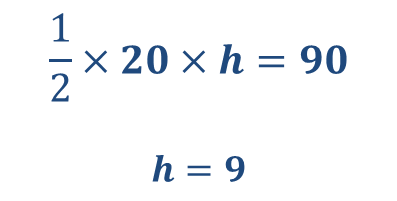 1/2 × 20 × h = 90
h = 9